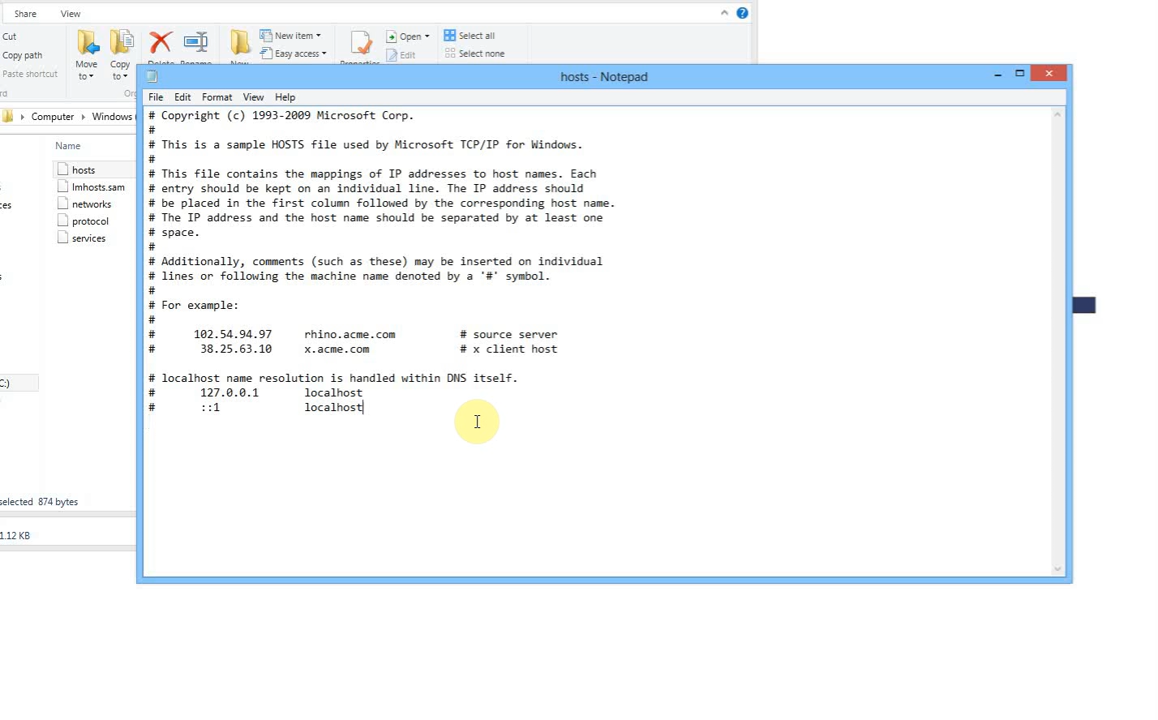 Share View
Cut
Copy path
Paste shortcut
Move to
Copy to
New item
Easy access
Open
Edit
Select all
Select none
Computer Windows
Name
hosts
lmhosts.sam
networks
protocol
services
C:)
selected 874 bytes
1.12 KB
hosts - Notepad
File Edit Format View Help
# Copyright (c) 1993-2009 Microsoft Corp.
#
# This is a sample HOSTS file used by Microsoft TCP/IP for Windows.
#
# This file contains the mappings of IP addresses to host names. Each
# entry should be kept on an individual line. The IP address should
# be placed in the first column followed by the corresponding host name.
# The IP address and the host name should be separated by at least one
# space.
#
# Additionally, comments (such as these) may be inserted on individual
# lines or following the machine name denoted by a '#' symbol.
#
# For example:
#
# 102.54.94.97 rhino.acme.com # source server
# 38.25.63.10 x.acme.com # x client host
# localhost name resolution is handled within DNS itself.
# 127.0.0.1 localhost
# ::1 localhost